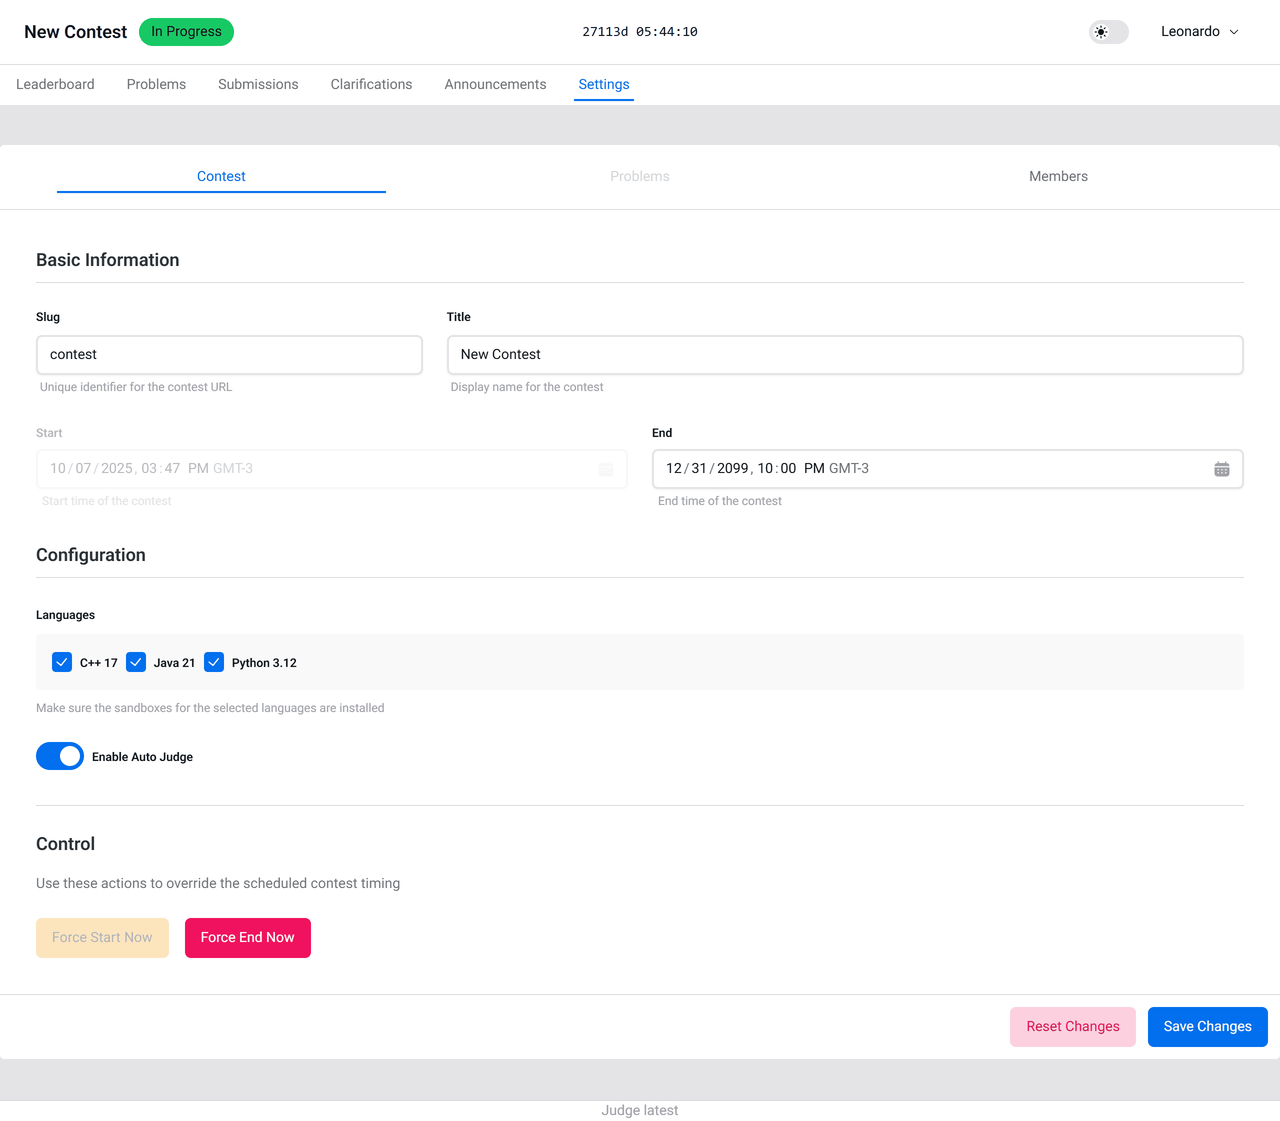 New Contest In Progress 27113d 05:44:10 Leonardo
Leaderboard Problems Submissions Clarifications Announcements Settings
Contest Problems Members
Basic Information
Slug Title
contest New Contest
Unique identifier for the contest URL Display name for the contest
Start End
10/07/2025, 03:47 PM GMT-3 12/31/2099, 10:00 PM GMT-3
Start time of the contest End time of the contest
Configuration
Languages
C++ 17 Java 21 Python 3.12
Make sure the sandboxes for the selected languages are installed
Enable Auto Judge
Control
Use these actions to override the scheduled contest timing
Force Start Now Force End Now
Reset Changes Save Changes
Judge latest